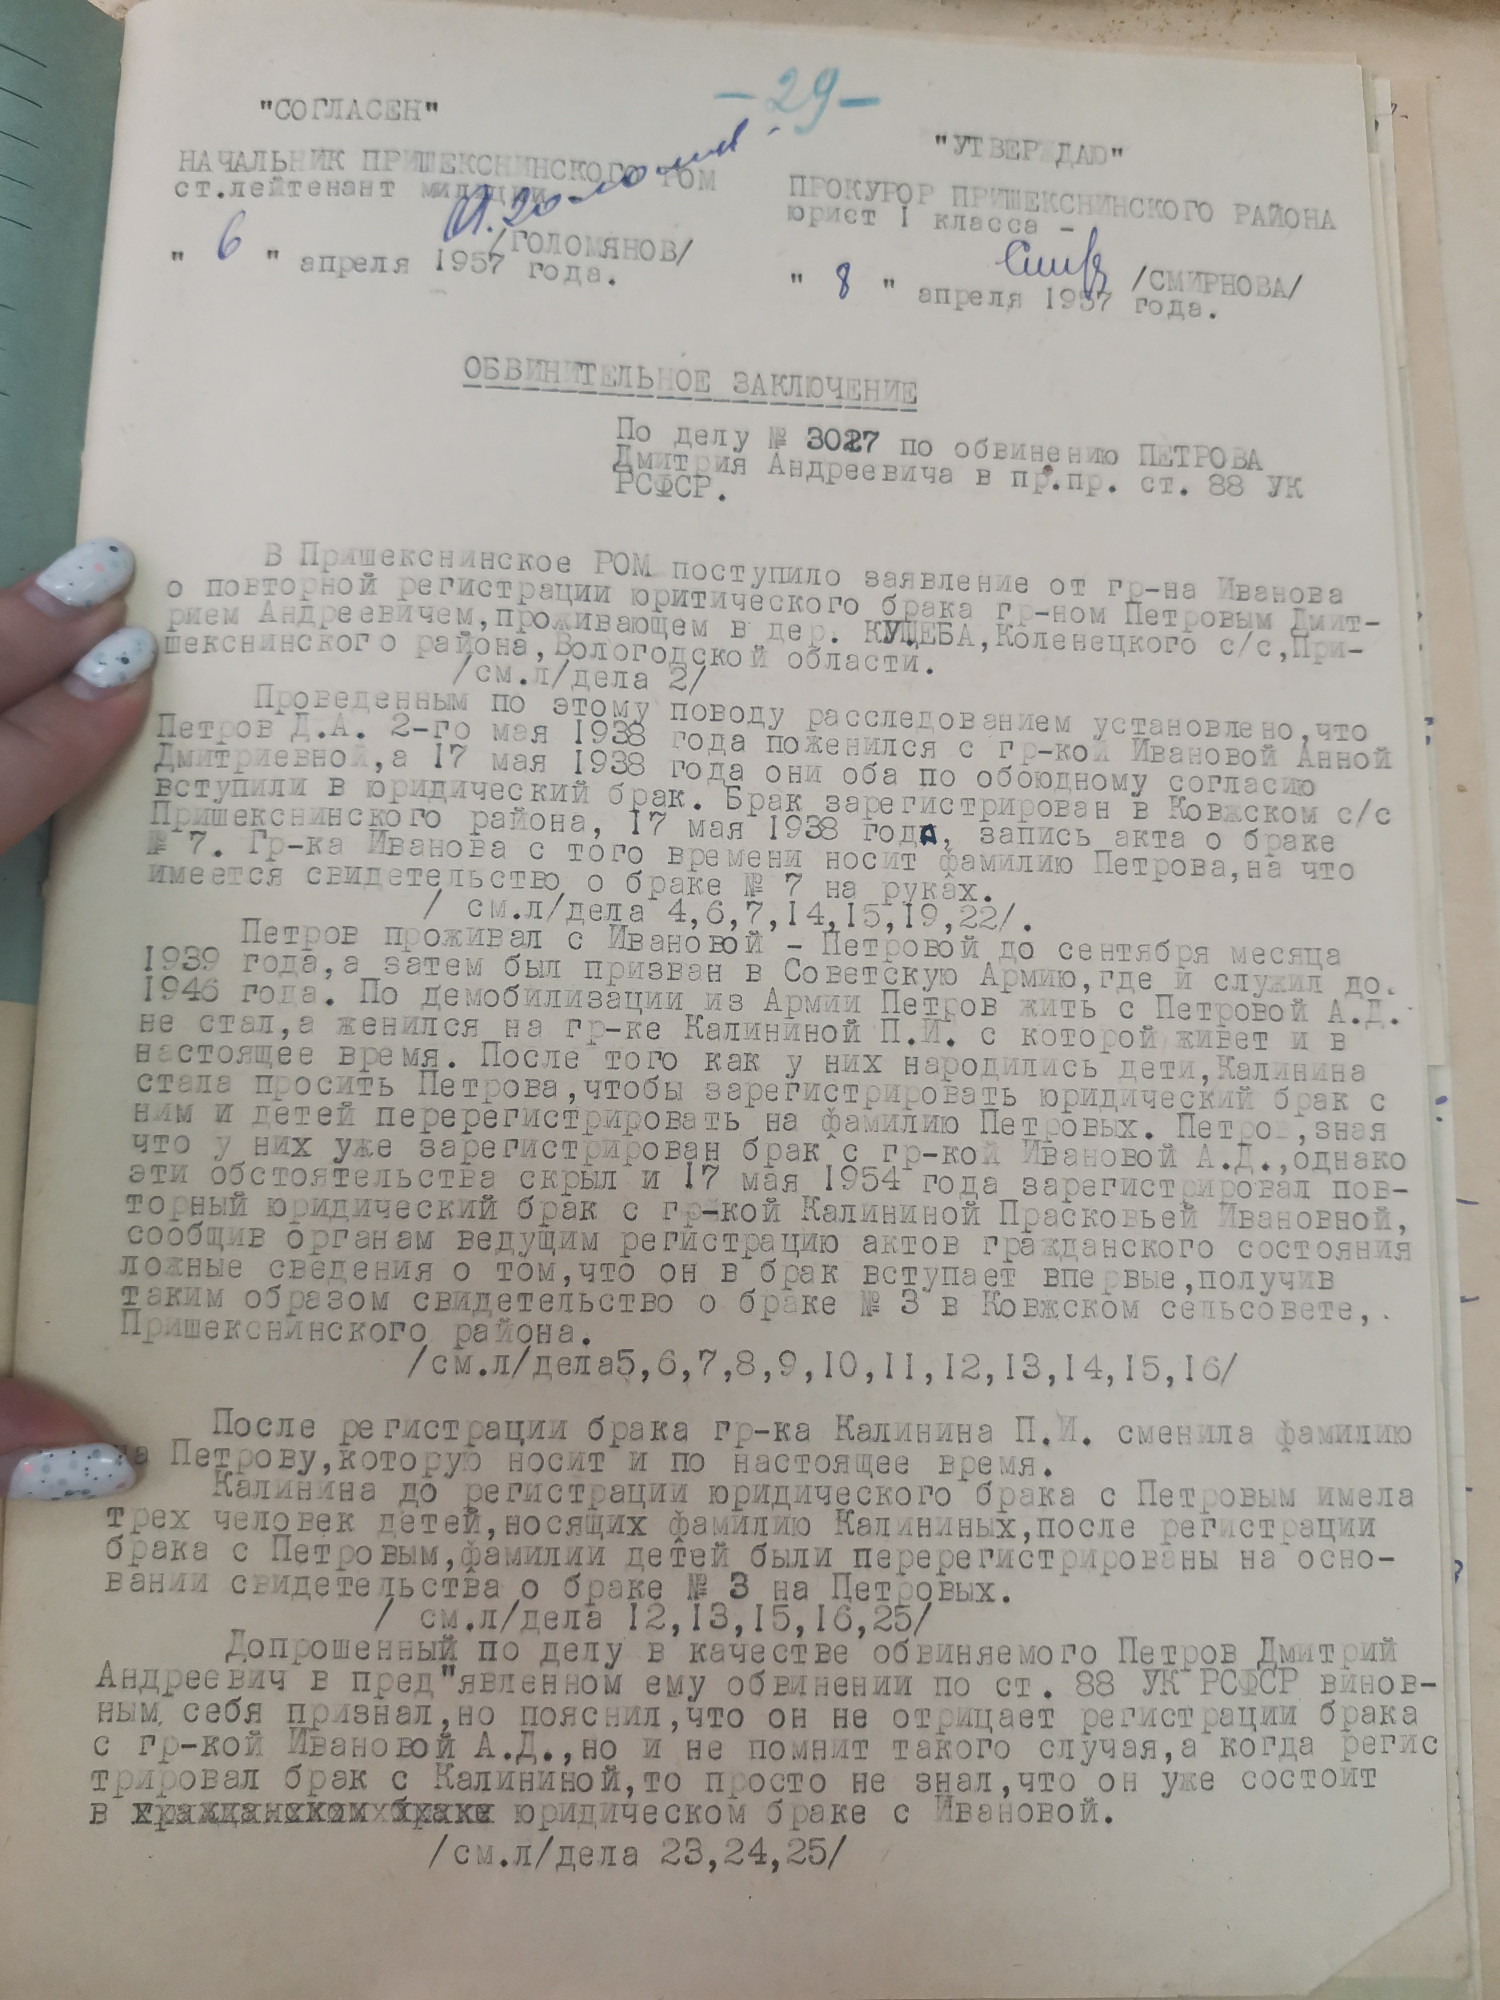 -29-
"СОГЛАСЕН"
НАЧАЛЬНИК ПРИШЕКСНИНСКОГО РОМ
ст.лейтенант милиции
/ГОЛОМЯНОВ/
" 6 " апреля 1957 года.
"УТВЕРЖДАЮ"
ПРОКУРОР ПРИШЕКСНИНСКОГО РАЙОНА
юрист I класса -
/СМИРНОВА/
" 8 " апреля 1957 года.
ОБВИНИТЕЛЬНОЕ ЗАКЛЮЧЕНИЕ
По делу № 3027 по обвинению ПЕТРОВА
Дмитрия Андреевича в пр.пр. ст. 88 УК
РСФСР.
В Пришекснинское РОМ поступило заявление от гр-на Иванова
о повторной регистрации юритического брака гр-ном Петровым Дмит-
рием Андреевичем,проживающем в дер. КУЩЕБА,Коленецкого с/с,При-
шекснинского района,Вологодской области.
/см.л/дела 2/
Проведенным по этому поводу расследованием установлено,что
Петров Д.А. 2-го мая 1938 года поженился с гр-кой Ивановой Анной
Дмитриевной,а 17 мая 1938 года они оба по обоюдному согласию
вступили в юридический брак. Брак зарегистрирован в Ковжском с/с
Пришекснинского района, 17 мая 1938 года, запись акта о браке
№ 7. Гр-ка Иванова с того времени носит фамилию Петрова,на что
имеется свидетельство о браке № 7 на руках.
/ см.л/дела 4,6,7,14,15,19,22/.
Петров проживал с Ивановой - Петровой до сентября месяца
1939 года,а затем был призван в Советскую Армию,где и служил до
1946 года. По демобилизации из Армии Петров жить с Петровой А.Д.
не стал,а женился на гр-ке Калининой П.И. с которой живет и в
настоящее время. После того как у них народились дети,Калинина
стала просить Петрова,чтобы зарегистрировать юридический брак с
ним и детей перерегистрировать на фамилию Петровых. Петров,зная
что у них уже зарегистрирован брак с гр-кой Ивановой А.Д.,однако
эти обстоятельства скрыл и 17 мая 1954 года зарегистрировал пов-
торный юридический брак с гр-кой Калининой Прасковьей Ивановной,
сообщив органам ведущим регистрацию актов гражданского состояния
ложные сведения о том,что он в брак вступает впервые,получив
таким образом свидетельство о браке № 3 в Ковжском сельсовете,
Пришекснинского района.
/см.л/дела5,6,7,8,9,10,11,12,13,14,15,16/
После регистрации брака гр-ка Калинина П.И. сменила фамилию
на Петрову,которую носит и по настоящее время.
Калинина до регистрации юридического брака с Петровым имела
трех человек детей,носящих фамилию Калининых,после регистрации
брака с Петровым,фамилии детей были перерегистрированы на осно-
вании свидетельства о браке № 3 на Петровых.
/ см.л/дела 12,13,15,16,25/
Допрошенный по делу в качестве обвиняемого Петров Дмитрий
Андреевич в пред"явленном ему обвинении по ст. 88 УК РСФСР винов-
ным себя признал,но пояснил,что он не отрицает регистрации брака
с гр-кой Ивановой А.Д.,но и не помнит такого случая,а когда регис
трировал брак с Калининой,то просто не знал,что он уже состоит
в гражданском браке юридическом браке с Ивановой.
/см.л/дела 23,24,25/